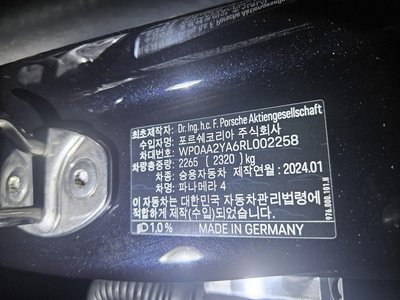 최초제작자: Dr. Ing. h.c. F. Porsche Aktiengesellschaft
수입자명: 포르쉐코리아 주식회사
차대번호: WP0AA2YA6RL002258
차량총중량: 2265 ( 2320 ) kg
차종: 승용자동차 제작연월: 2024.01
차명: 파나메라 4
이 자동차는 대한민국 자동차관리법령에
적합하게 제작(수입)되었습니다.
1.0 % MADE IN GERMANY
976.000.101.H